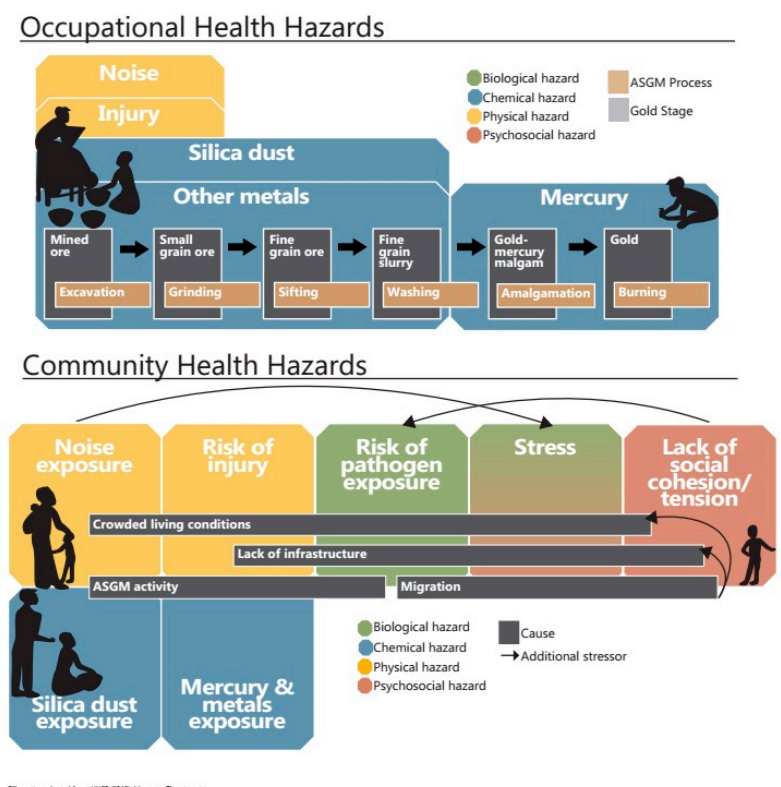 Occupational Health Hazards
Noise
Injury
Silica dust
Other metals
Mercury
Biological hazard
Chemical hazard
Physical hazard
Psychosocial hazard
ASGM Process
Gold Stage
Mined
ore
Small
grain ore
Fine
grain ore
Fine
grain
slurry
Gold-
mercury
malgam
Gold
Excavation
Grinding
Sifting
Washing
Amalgamation
Burning
Community Health Hazards
Noise
exposure
Risk of
injury
Risk of
pathogen
exposure
Stress
Lack of
social
cohesion/
tension
Crowded living conditions
Lack of infrastructure
ASGM activity
Migration
Silica dust
exposure
Mercury &
metals
exposure
Biological hazard
Chemical hazard
Physical hazard
Psychosocial hazard
Cause
Additional stressor